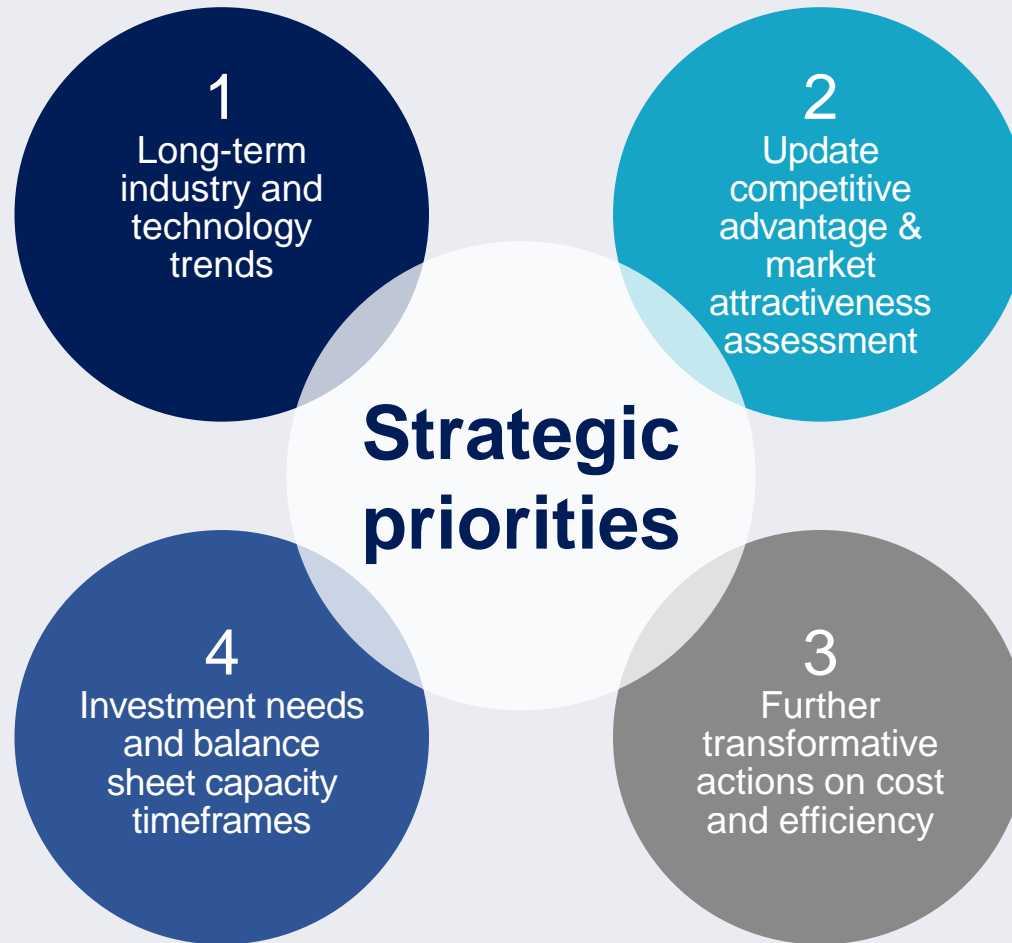 1
Long-term
industry and
technology
trends
2
Update
competitive
advantage &
market
attractiveness
assessment
Strategic
priorities
4
Investment needs
and balance
sheet capacity
timeframes
3
Further
transformative
actions on cost
and efficiency